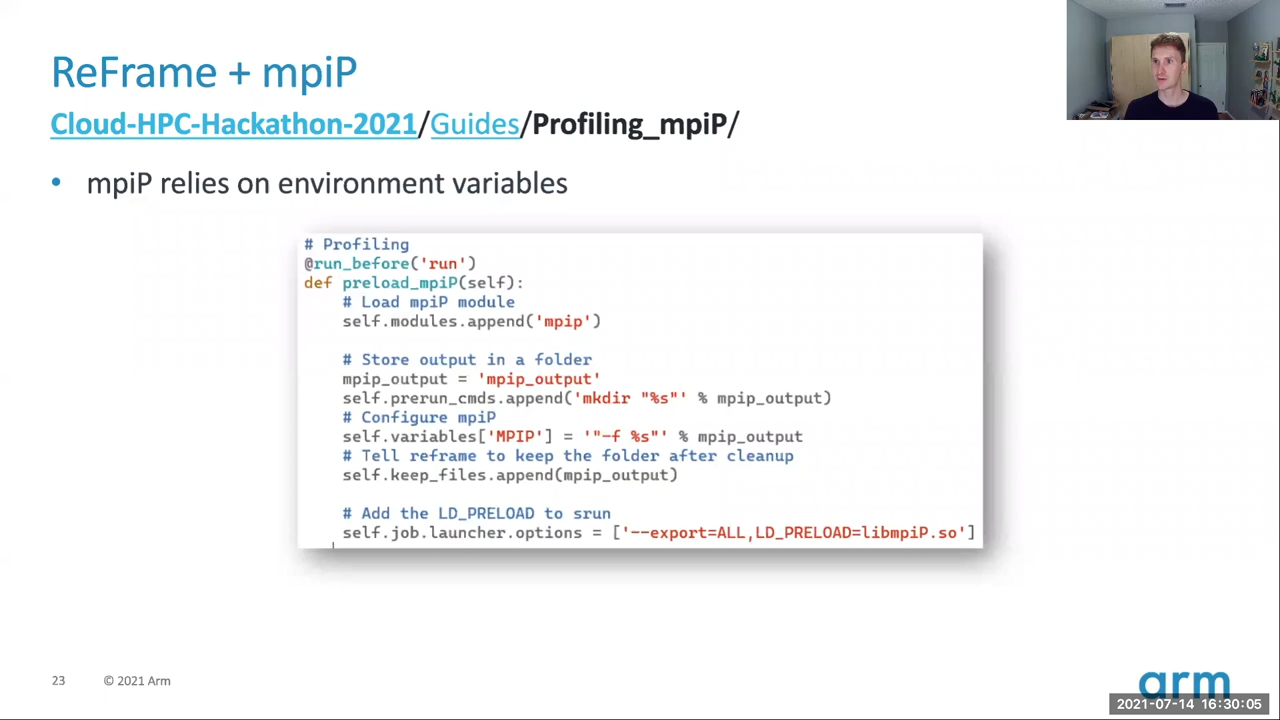 ReFrame + mpiP
Cloud-HPC-Hackathon-2021/Guides/Profiling_mpiP/
• mpiP relies on environment variables
# Profiling
@run_before('run')
def preload_mpiP(self):
    # Load mpiP module
    self.modules.append('mpip')
    # Store output in a folder
    mpip_output = 'mpip_output'
    self.prerun_cmds.append('mkdir "%s"' % mpip_output)
    # Configure mpiP
    self.variables['MPIP'] = '"-f %s"' % mpip_output
    # Tell reframe to keep the folder after cleanup
    self.keep_files.append(mpip_output)
    # Add the LD_PRELOAD to srun
    self.job.launcher.options = ['--export=ALL,LD_PRELOAD=libmpiP.so']
23 © 2021 Arm
arm
2021-07-14 16:30:05